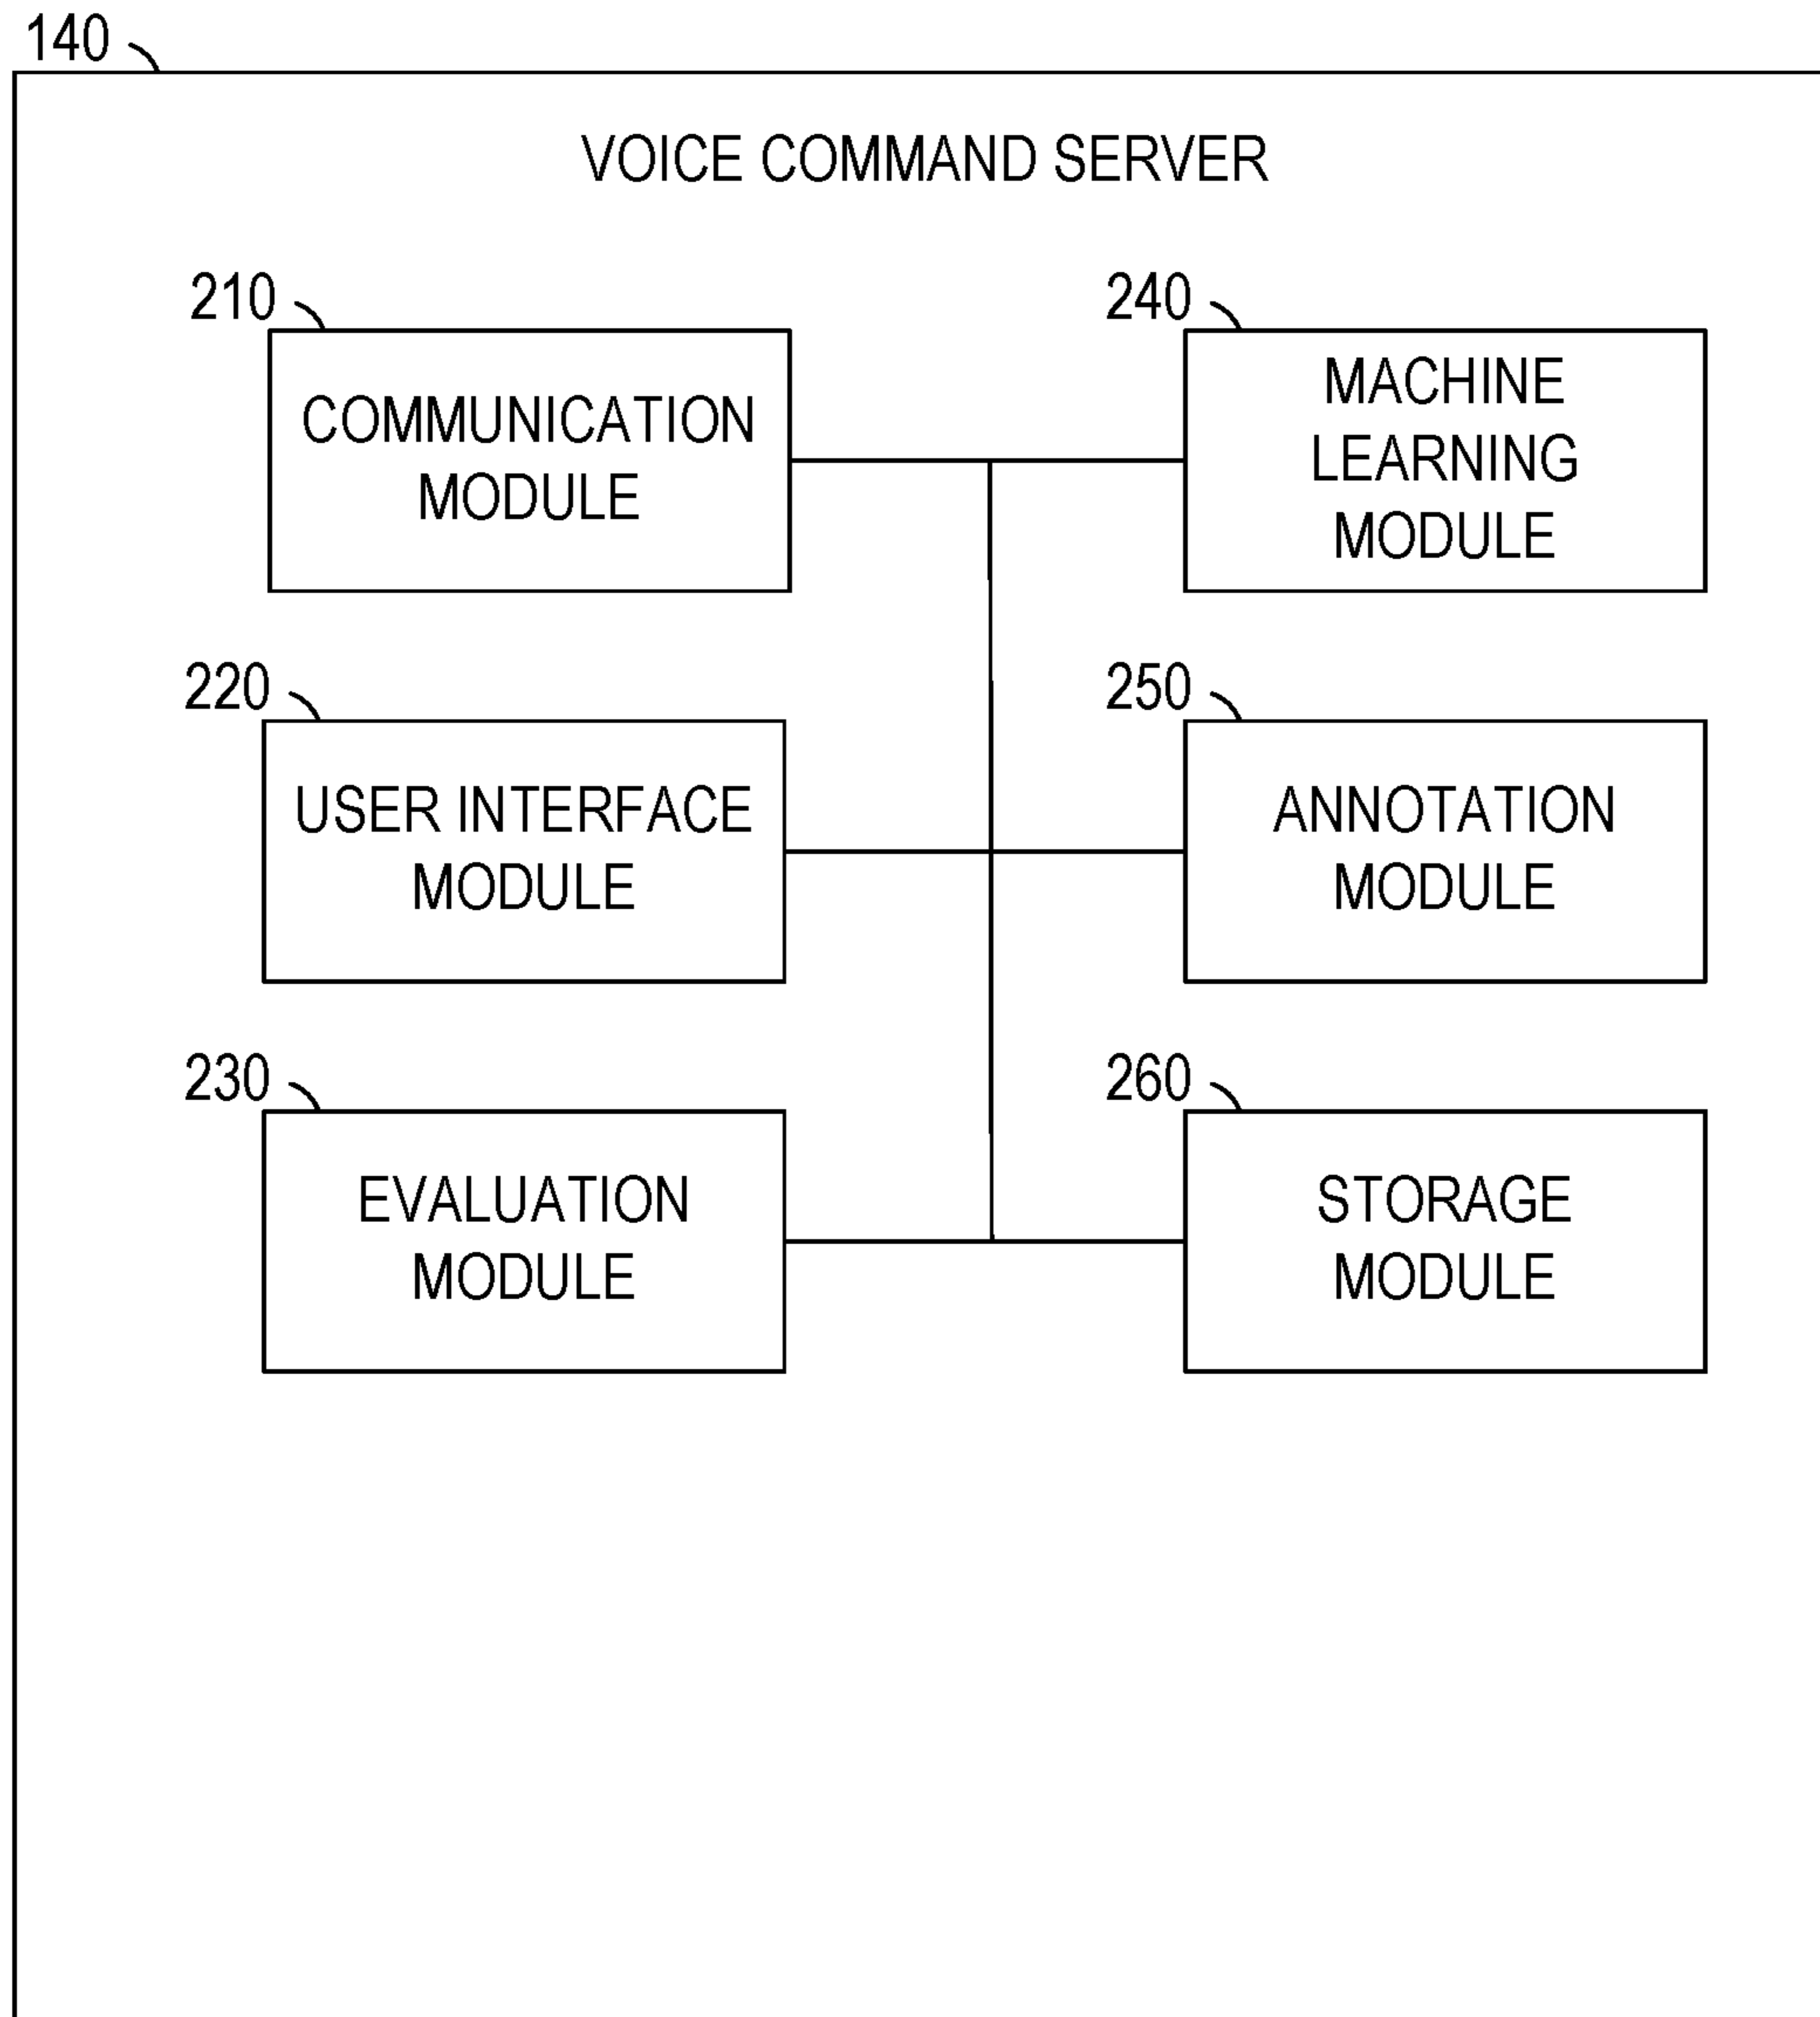 140
VOICE COMMAND SERVER
210
COMMUNICATION
MODULE
240
MACHINE
LEARNING
MODULE
220
USER INTERFACE
MODULE
250
ANNOTATION
MODULE
230
EVALUATION
MODULE
260
STORAGE
MODULE